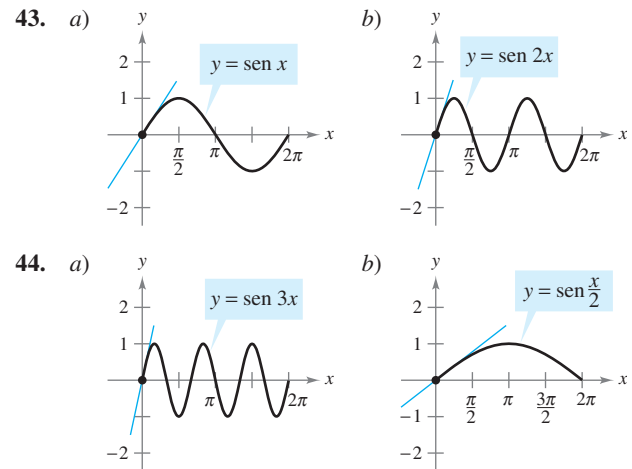 43. a) b)
y
y = sen x
2
1
−2
π/2
π
2π
x
y
y = sen 2x
2
1
−2
π/2
π
2π
x
44. a) b)
y
y = sen 3x
2
1
−2
π
2π
x
y
y = sen x/2
2
1
−1
−2
π/2
π
3π/2
2π
x